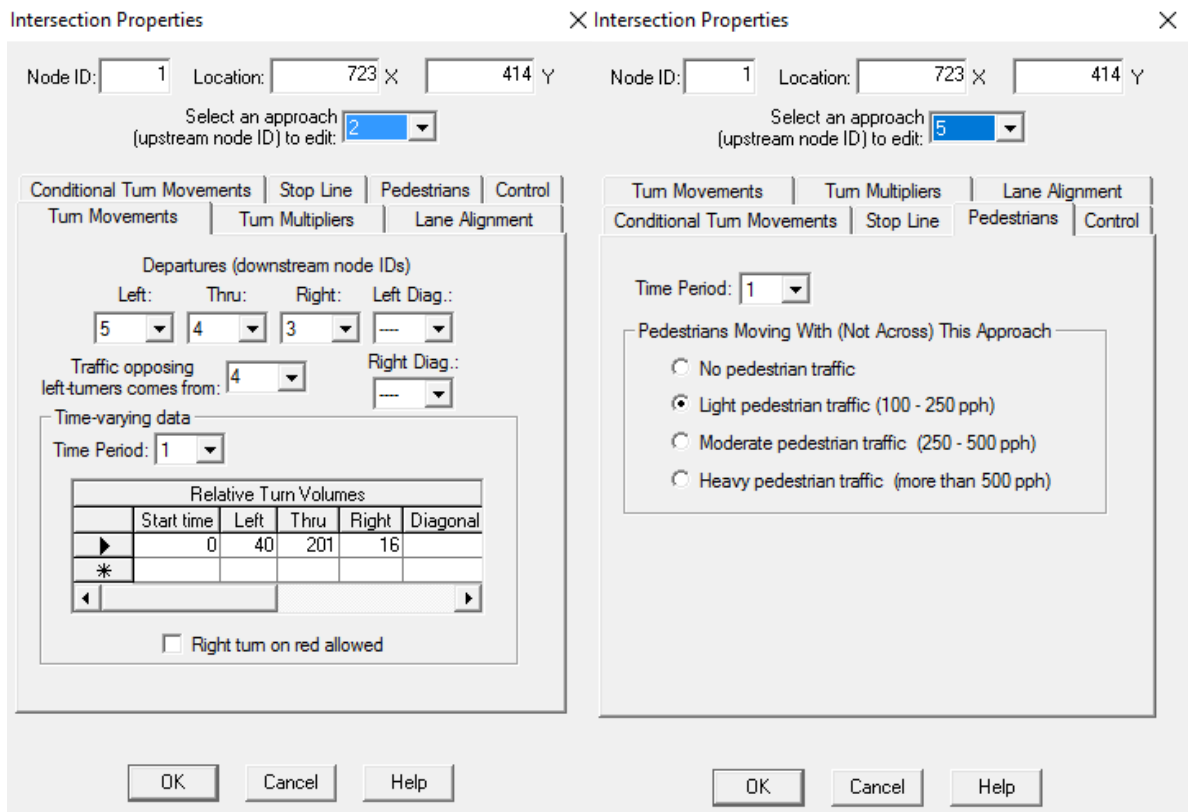 Intersection Properties
Node ID: 1 Location: 723 X 414 Y
Select an approach
(upstream node ID) to edit: 2
Conditional Turn Movements Stop Line Pedestrians Control
Turn Movements Turn Multipliers Lane Alignment
Departures (downstream node IDs)
Left: Thru: Right: Left Diag.:
5 4 3 ----
Traffic opposing
left-turners comes from: 4
Right Diag.:
----
Time-varying data
Time Period: 1
Relative Turn Volumes
Start time Left Thru Right Diagonal
0 40 201 16
Right turn on red allowed
OK Cancel Help
Intersection Properties
Node ID: 1 Location: 723 X 414 Y
Select an approach
(upstream node ID) to edit: 5
Turn Movements Turn Multipliers Lane Alignment
Conditional Turn Movements Stop Line Pedestrians Control
Time Period: 1
Pedestrians Moving With (Not Across) This Approach
No pedestrian traffic
Light pedestrian traffic (100 - 250 pph)
Moderate pedestrian traffic (250 - 500 pph)
Heavy pedestrian traffic (more than 500 pph)
OK Cancel Help